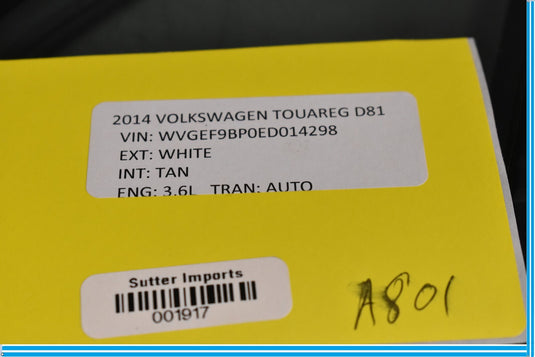 2014 VOLKSWAGEN TOUAREG D81
VIN: WVGEF9BP0ED014298
EXT: WHITE
INT: TAN
ENG: 3.6L TRAN: AUTO
Sutter Imports
001917
A801